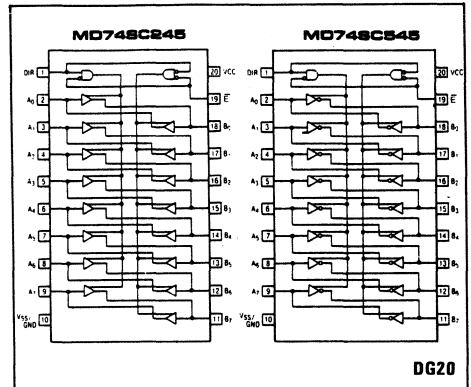 MD74SC245
DIR 1
20 VCC
19 E̅
A₀ 2
18 B₀
A₁ 3
17 B₁
A₂ 4
16 B₂
A₃ 5
15 B₃
A₄ 6
14 B₄
A₅ 7
13 B₅
A₆ 8
12 B₆
A₇ 9
11 B₇
VSS/
GND 10
MD74SC545
DIR 1
20 VCC
19 E̅
A₀ 2
18 B₀
A₁ 3
17 B₁
A₂ 4
16 B₂
A₃ 5
15 B₃
A₄ 6
14 B₄
A₅ 7
13 B₅
A₆ 8
12 B₆
A₇ 9
11 B₇
VSS/
GND 10
DG20